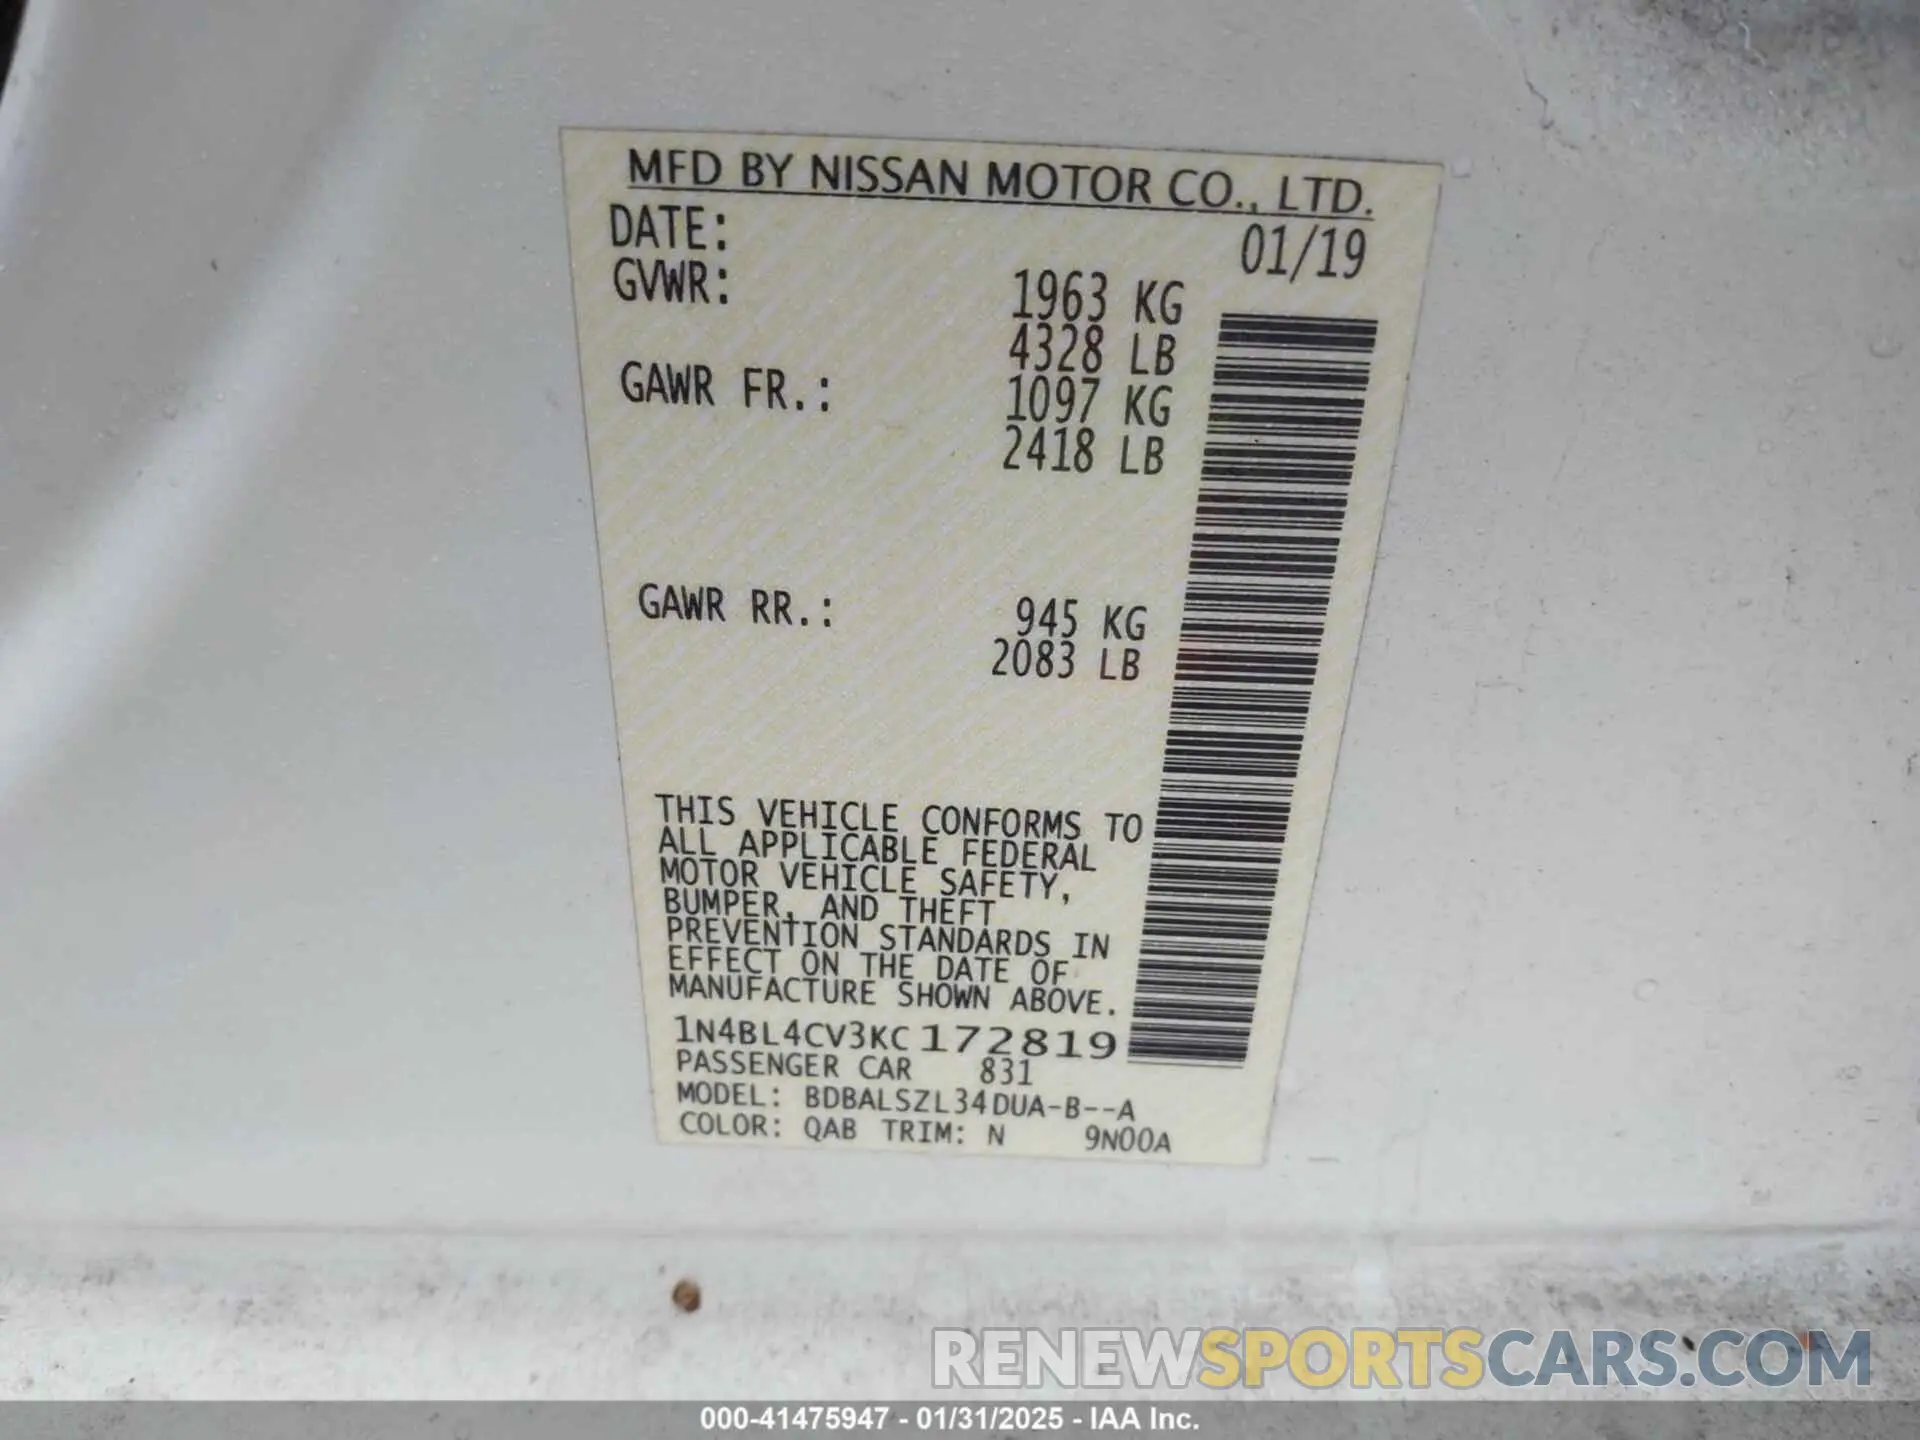 MFD BY NISSAN MOTOR CO., LTD.
DATE: 01/19
GVWR: 1963 KG
4328 LB
GAWR FR.: 1097 KG
2418 LB
GAWR RR.: 945 KG
2083 LB
THIS VEHICLE CONFORMS TO
ALL APPLICABLE FEDERAL
MOTOR VEHICLE SAFETY,
BUMPER, AND THEFT
PREVENTION STANDARDS IN
EFFECT ON THE DATE OF
MANUFACTURE SHOWN ABOVE.
1N4BL4CV3KC172819
PASSENGER CAR 831
MODEL: BDBALSZL34DUA-B--A
COLOR: QAB TRIM: N 9N00A
RENEWSPORTSCARS.COM
000-41475947 - 01/31/2025 - IAA Inc.